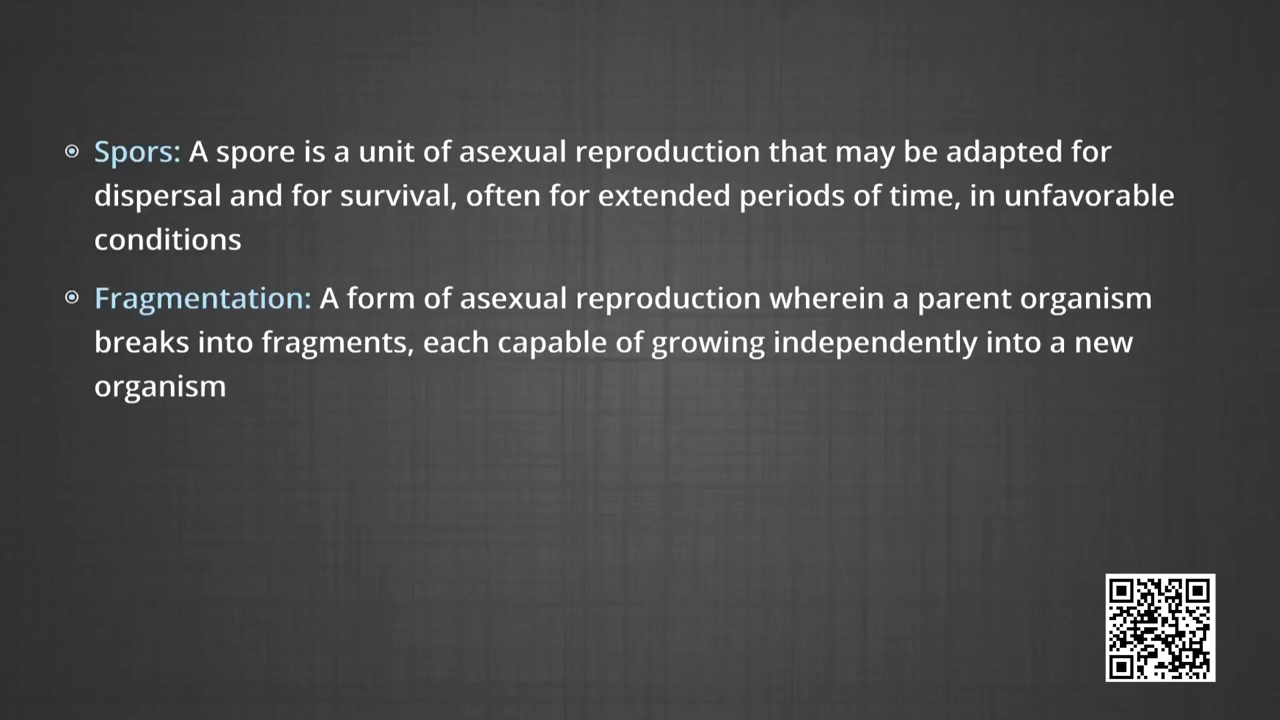 Spors: A spore is a unit of asexual reproduction that may be adapted for
dispersal and for survival, often for extended periods of time, in unfavorable
conditions
Fragmentation: A form of asexual reproduction wherein a parent organism
breaks into fragments, each capable of growing independently into a new
organism